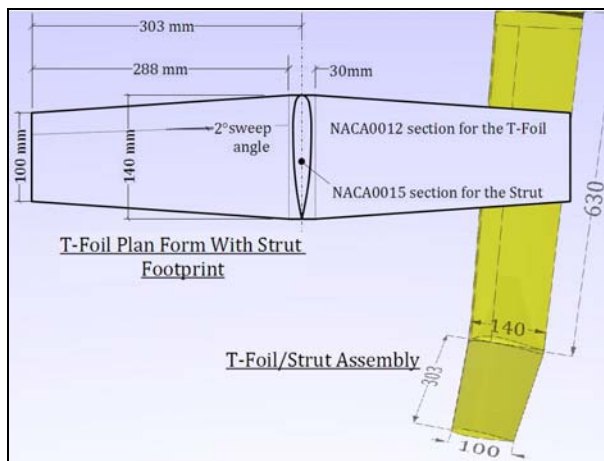 303 mm
288 mm
30mm
2°sweep
angle
NACA0012 section for the T-Foil
100 mm
140 mm
NACA0015 section for the Strut
630
T-Foil Plan Form With Strut
Footprint
140
T-Foil/Strut Assembly
303
100